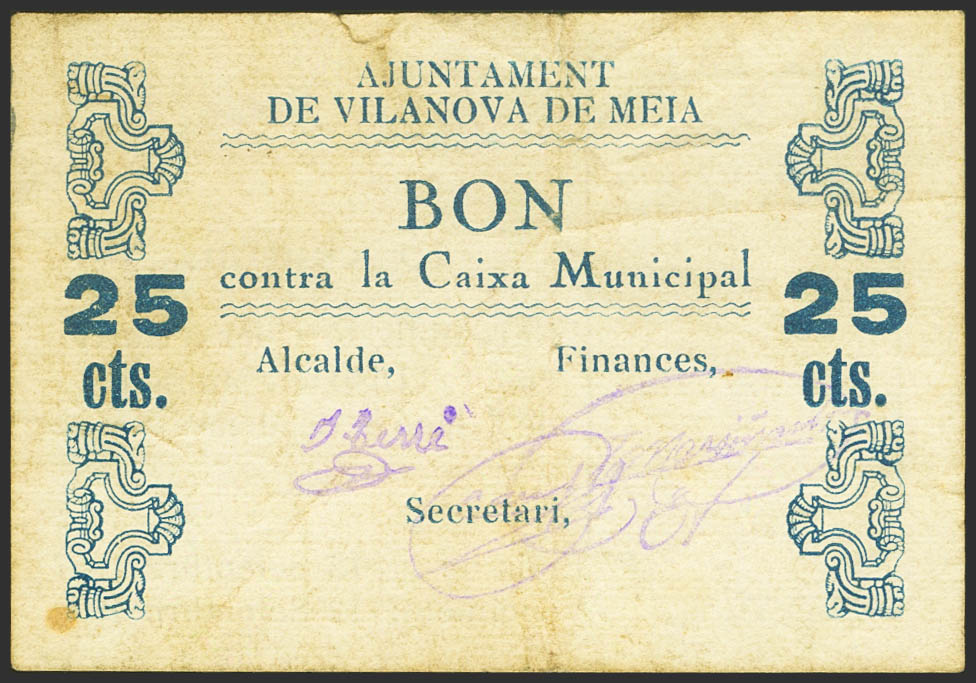 AJUNTAMENT
DE VILANOVA DE MEIA
BON
contra la Caixa Municipal
25
cts.
25
cts.
Alcalde,
Finances,
Secretari,